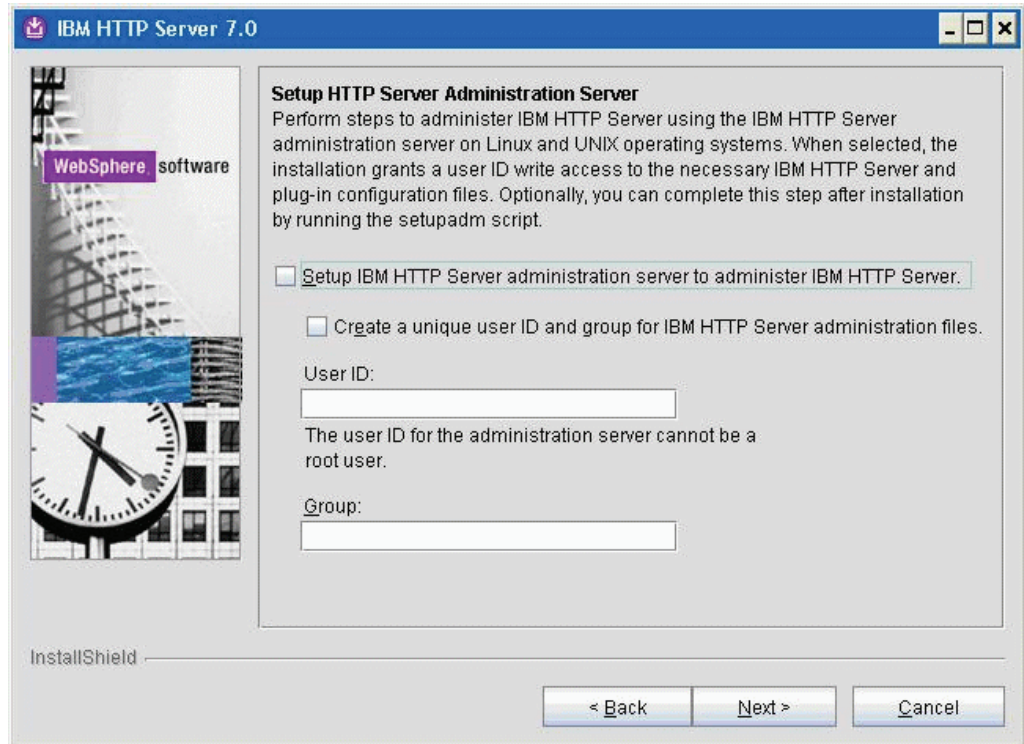 IBM HTTP Server 7.0
WebSphere software
Setup HTTP Server Administration Server
Perform steps to administer IBM HTTP Server using the IBM HTTP Server
administration server on Linux and UNIX operating systems. When selected, the
installation grants a user ID write access to the necessary IBM HTTP Server and
plug-in configuration files. Optionally, you can complete this step after installation
by running the setupadm script.
Setup IBM HTTP Server administration server to administer IBM HTTP Server.
Create a unique user ID and group for IBM HTTP Server administration files.
User ID:
The user ID for the administration server cannot be a
root user.
Group:
InstallShield
< Back
Next >
Cancel